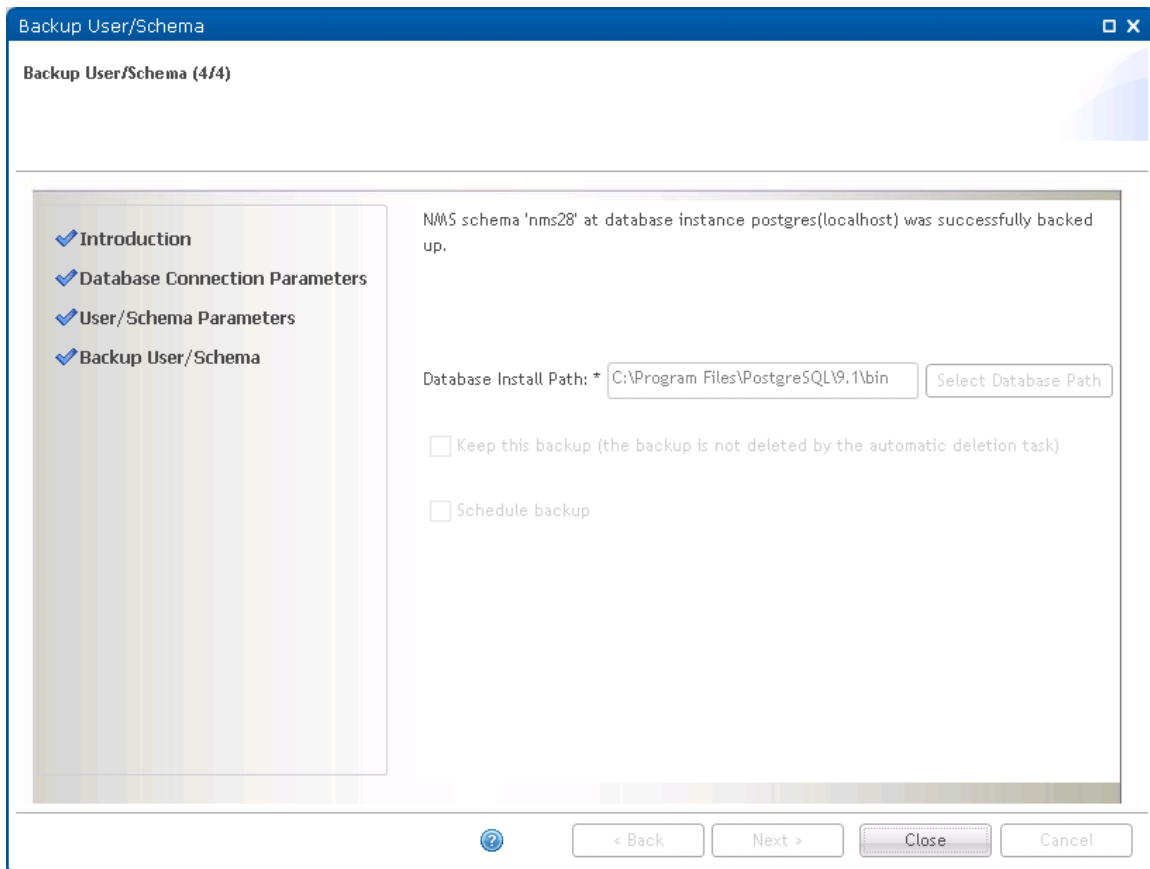 Backup User/Schema
Backup User/Schema (4/4)
Introduction
Database Connection Parameters
User/Schema Parameters
Backup User/Schema
NMS schema 'nms28' at database instance postgres(localhost) was successfully backed
up.
Database Install Path: * C:\Program Files\PostgreSQL\9.1\bin Select Database Path
Keep this backup (the backup is not deleted by the automatic deletion task)
Schedule backup
? < Back Next > Close Cancel